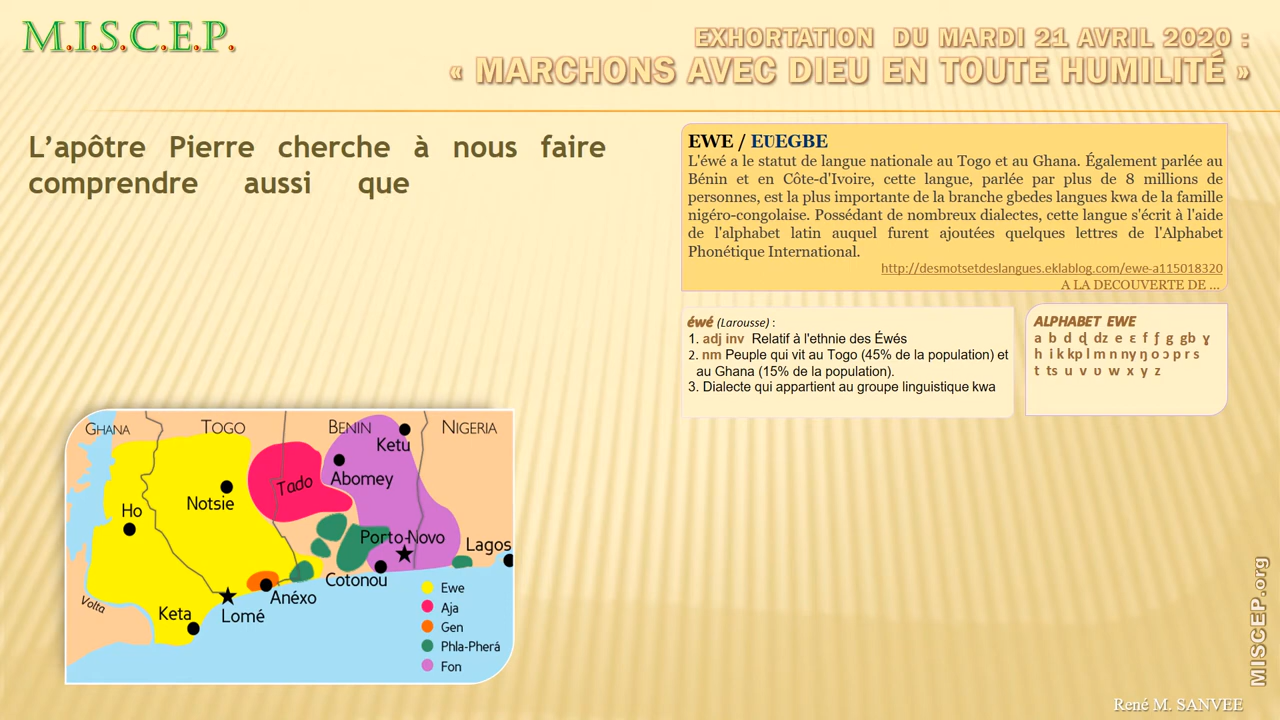 M.I.S.C.E.P.
EXHORTATION DU MARDI 21 AVRIL 2020 :
« MARCHONS AVEC DIEU EN TOUTE HUMILITÉ »
L’apôtre Pierre cherche à nous faire
comprendre aussi que
EWE / EƲEGBE
L'éwé a le statut de langue nationale au Togo et au Ghana. Également parlée au
Bénin et en Côte-d'Ivoire, cette langue, parlée par plus de 8 millions de
personnes, est la plus importante de la branche gbedes langues kwa de la famille
nigéro-congolaise. Possédant de nombreux dialectes, cette langue s'écrit à l'aide
de l'alphabet latin auquel furent ajoutées quelques lettres de l'Alphabet
Phonétique International.
http://desmotsetdeslangues.eklablog.com/ewe-a115018320
A LA DECOUVERTE DE ...
éwé (Larousse) :
1. adj inv Relatif à l'ethnie des Éwés
2. nm Peuple qui vit au Togo (45% de la population) et
au Ghana (15% de la population).
3. Dialecte qui appartient au groupe linguistique kwa
ALPHABET EWE
a b d ɖ dz e ɛ f ƒ g gb ɣ
h i k kp l m n ny ŋ o ɔ p r s
t ts u v ʋ w x y z
GHANA TOGO BENIN NIGERIA
Ketu
Abomey
Tado
Notsie
Ho
Porto-Novo
Lagos
Cotonou
Anéxo
Volta
Keta
Lomé
Ewe
Aja
Gen
Phla-Pherá
Fon
MISCEP.org
René M. SANVEE